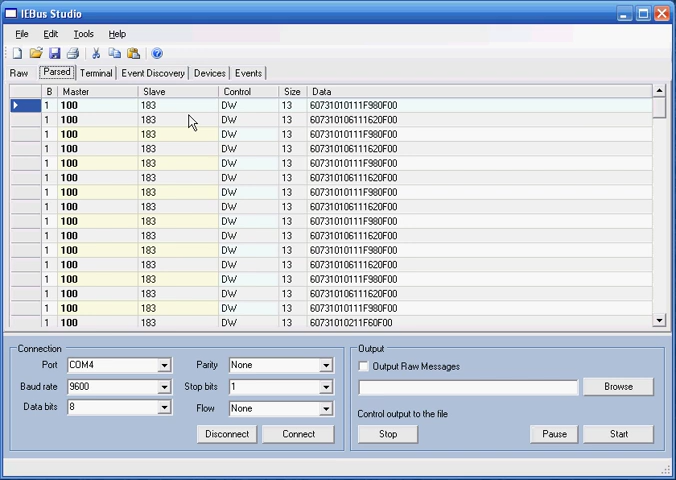 IEBus Studio
File Edit Tools Help
Raw Parsed Terminal Event Discovery Devices Events
B Master Slave Control Size Data
1 100 183 DW 13 60731010111F980F00
1 100 183 DW 13 607310106111620F00
1 100 183 DW 13 60731010111F980F00
1 100 183 DW 13 607310106111620F00
1 100 183 DW 13 60731010111F980F00
1 100 183 DW 13 607310106111620F00
1 100 183 DW 13 60731010111F980F00
1 100 183 DW 13 607310106111620F00
1 100 183 DW 13 60731010111F980F00
1 100 183 DW 13 607310106111620F00
1 100 183 DW 13 60731010111F980F00
1 100 183 DW 13 607310106111620F00
1 100 183 DW 13 60731010111F980F00
1 100 183 DW 13 607310106111620F00
1 100 183 DW 13 60731010111F980F00
1 100 183 DW 13 60731010211F60F00
Connection
Port COM4 Parity None
Baud rate 9600 Stop bits 1
Data bits 8 Flow None
Disconnect Connect
Output
Output Raw Messages
Browse
Control output to the file
Stop Pause Start